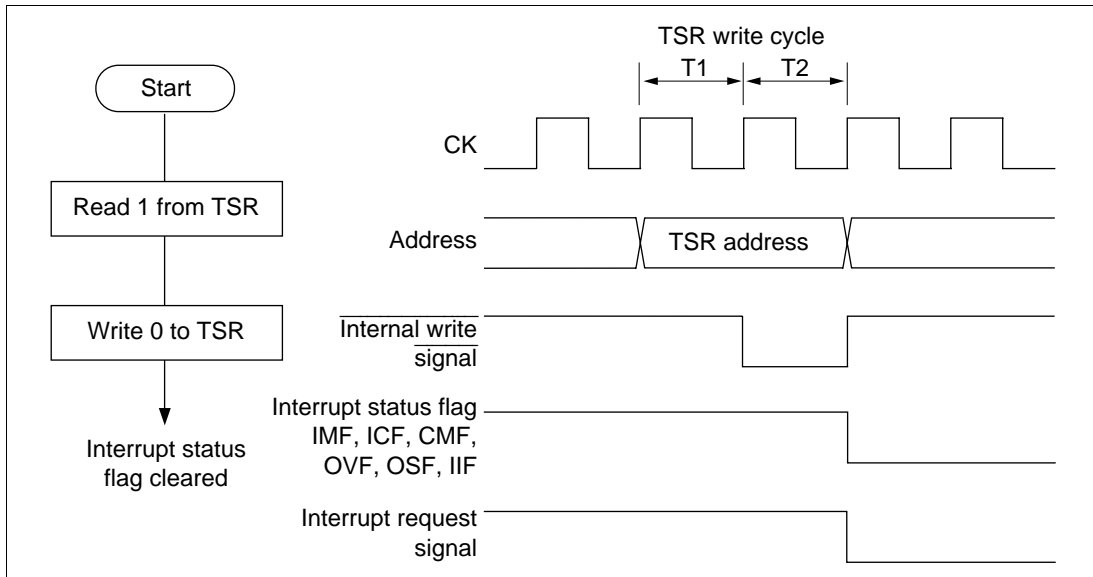 Start
Read 1 from TSR
Write 0 to TSR
Interrupt status
flag cleared
TSR write cycle
T1
T2
CK
Address
TSR address
Internal write
signal
Interrupt status flag
IMF, ICF, CMF,
OVF, OSF, IIF
Interrupt request
signal